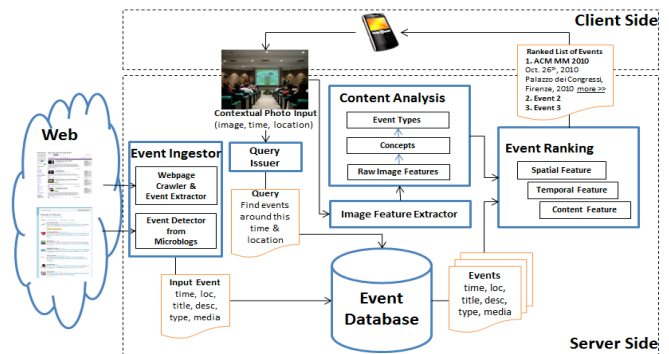 Client Side
Ranked List of Events
1. ACM MM 2010
Oct. 26th, 2010
Palazzo dei Congressi,
Firenze, 2010 more >>
2. Event 2
3. Event 3
Contextual Photo Input
(image, time, location)
Web
Event Ingestor
Webpage
Crawler &
Event Extractor
Event Detector
from
Microblogs
Query
Issuer
Query
Find events
around this
time &
location
Content Analysis
Event Types
Concepts
Raw Image Features
Image Feature Extractor
Event Ranking
Spatial Feature
Temporal Feature
Content Feature
Input Event
time, loc,
title, desc,
type, media
Event
Database
Events
time, loc,
title, desc,
type, media
Server Side